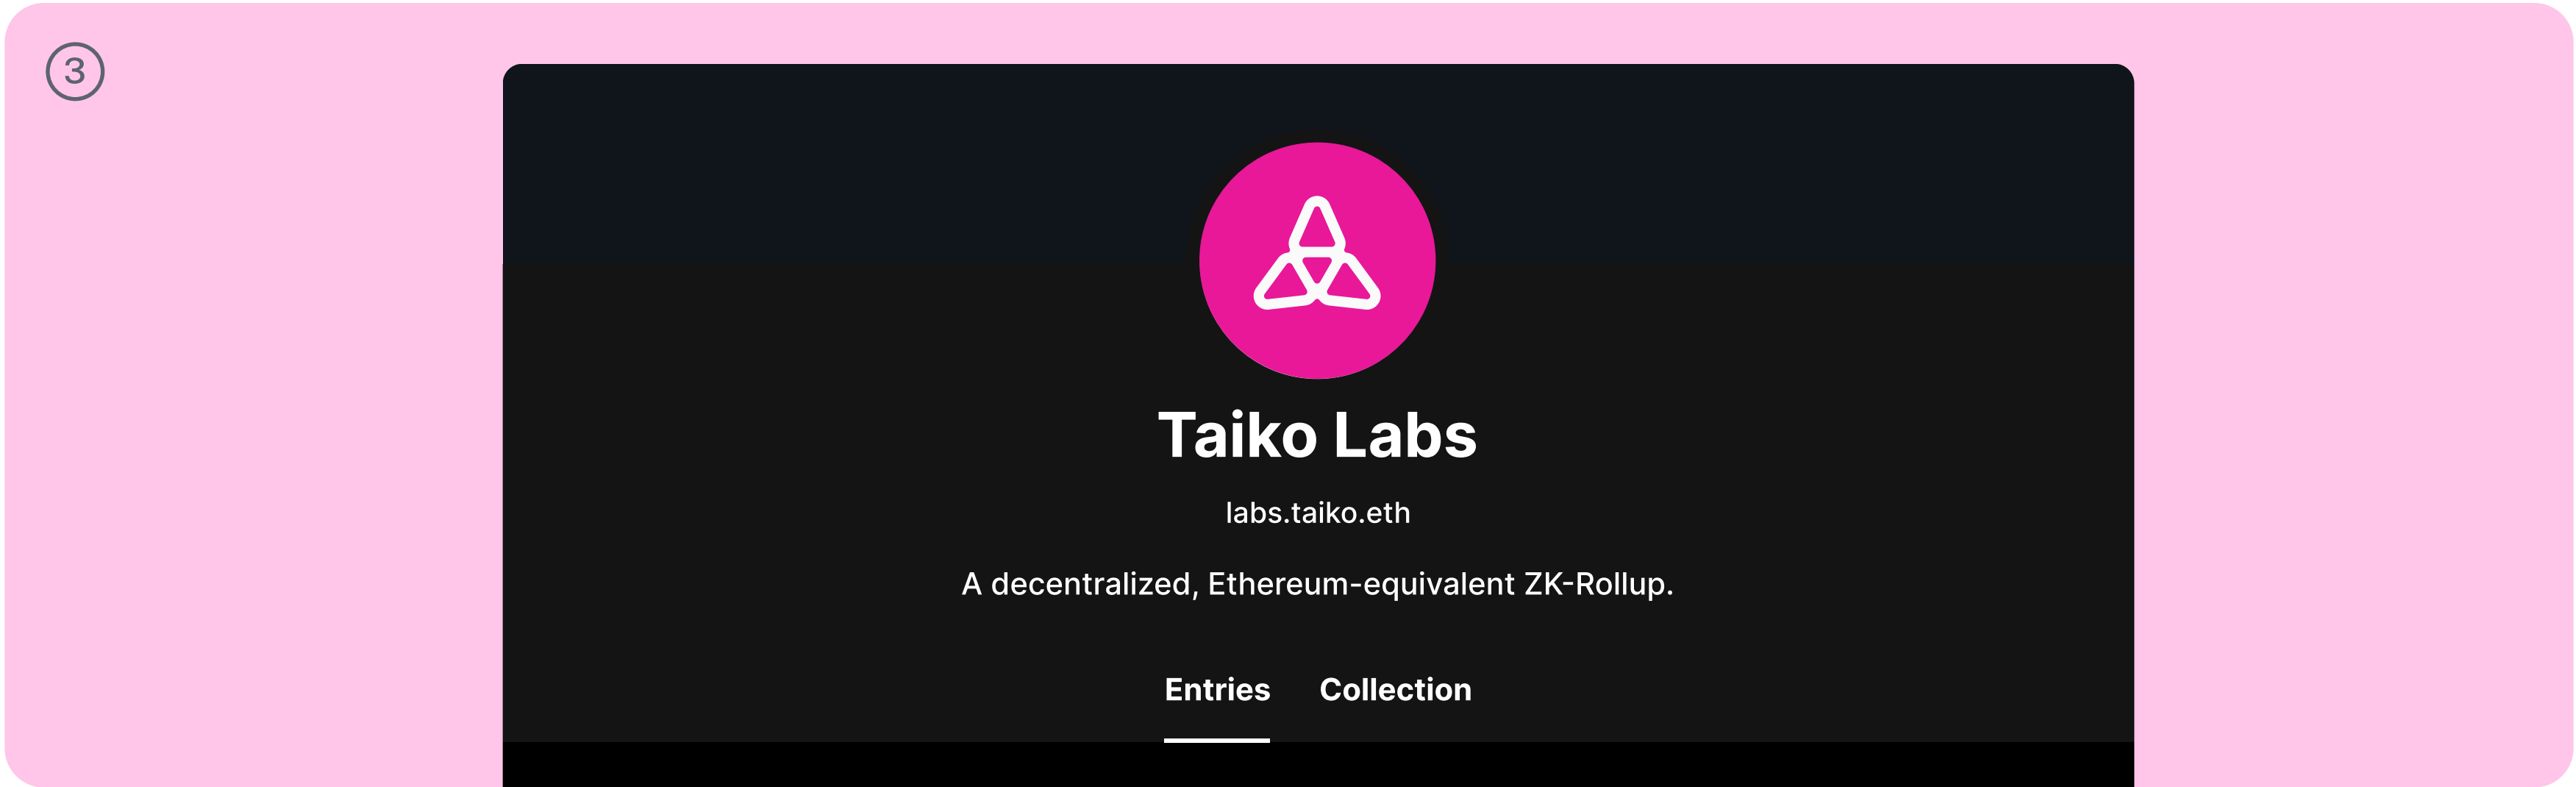 3
Taiko Labs
labs.taiko.eth
A decentralized, Ethereum-equivalent ZK-Rollup.
Entries Collection